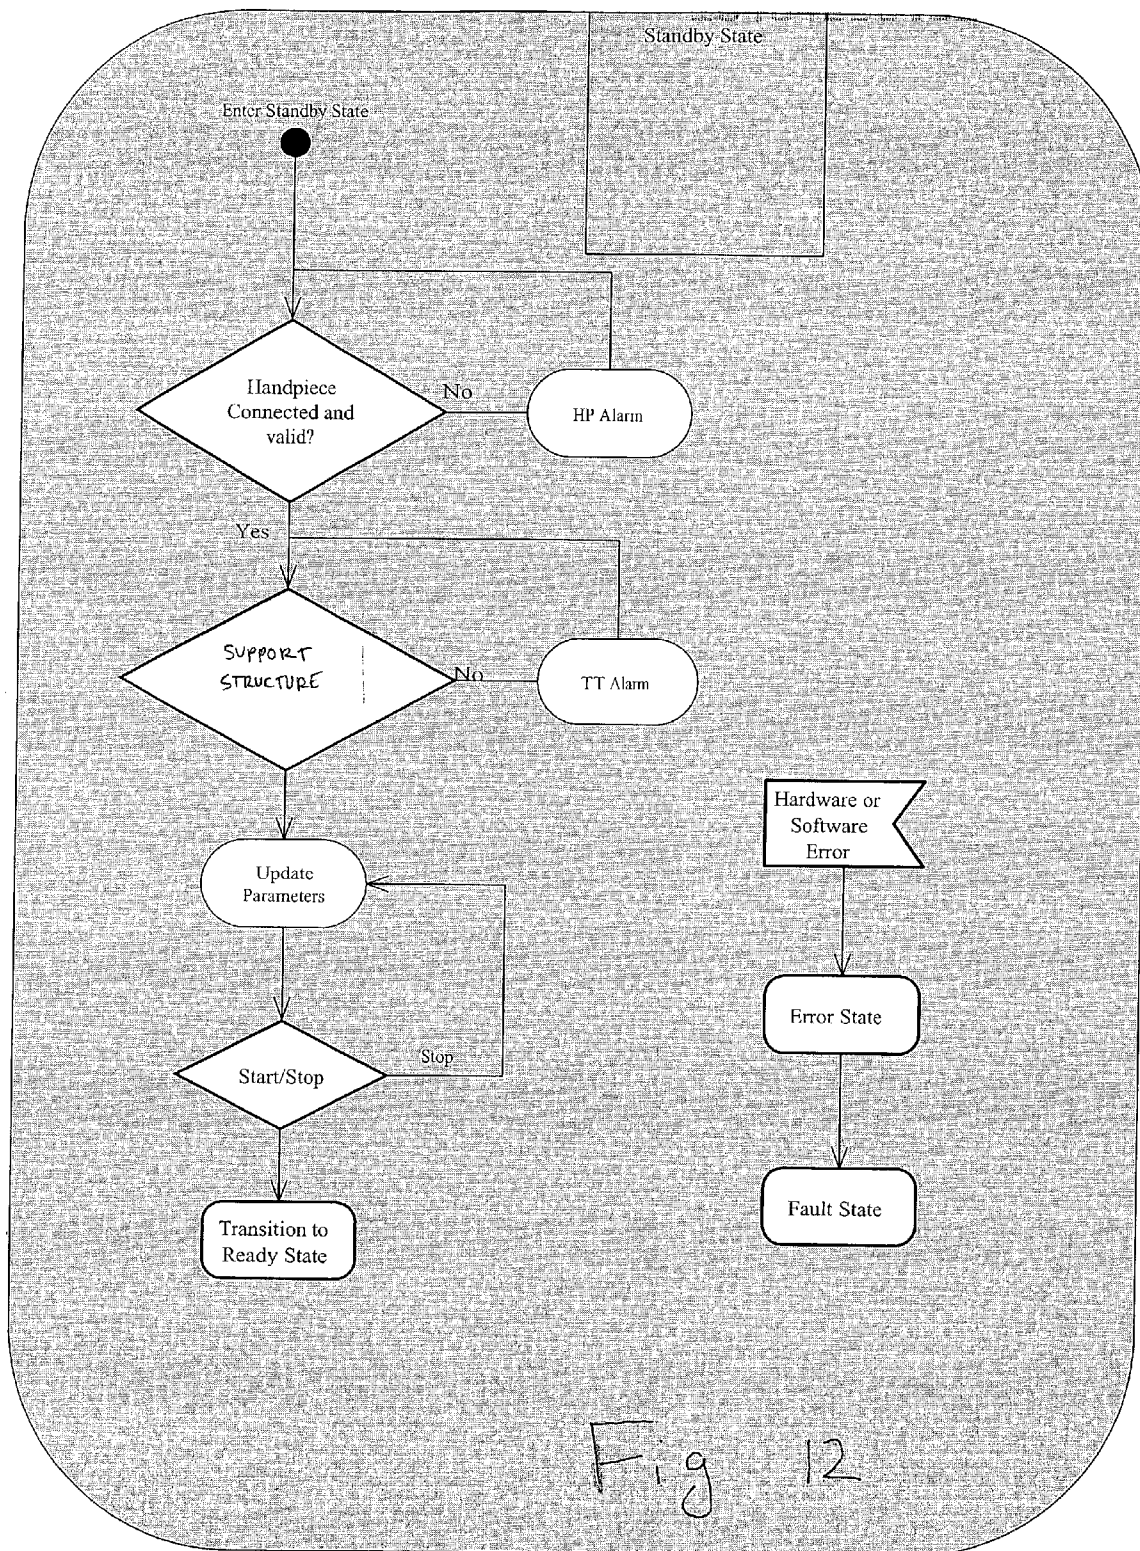 Standby State
Enter Standby State
Handpiece
Connected and
valid?
No
HP Alarm
Yes
SUPPORT
STRUCTURE
No
TT Alarm
Hardware or
Software
Error
Update
Parameters
Error State
Stop
Start/Stop
Fault State
Transition to
Ready State
Fig 12